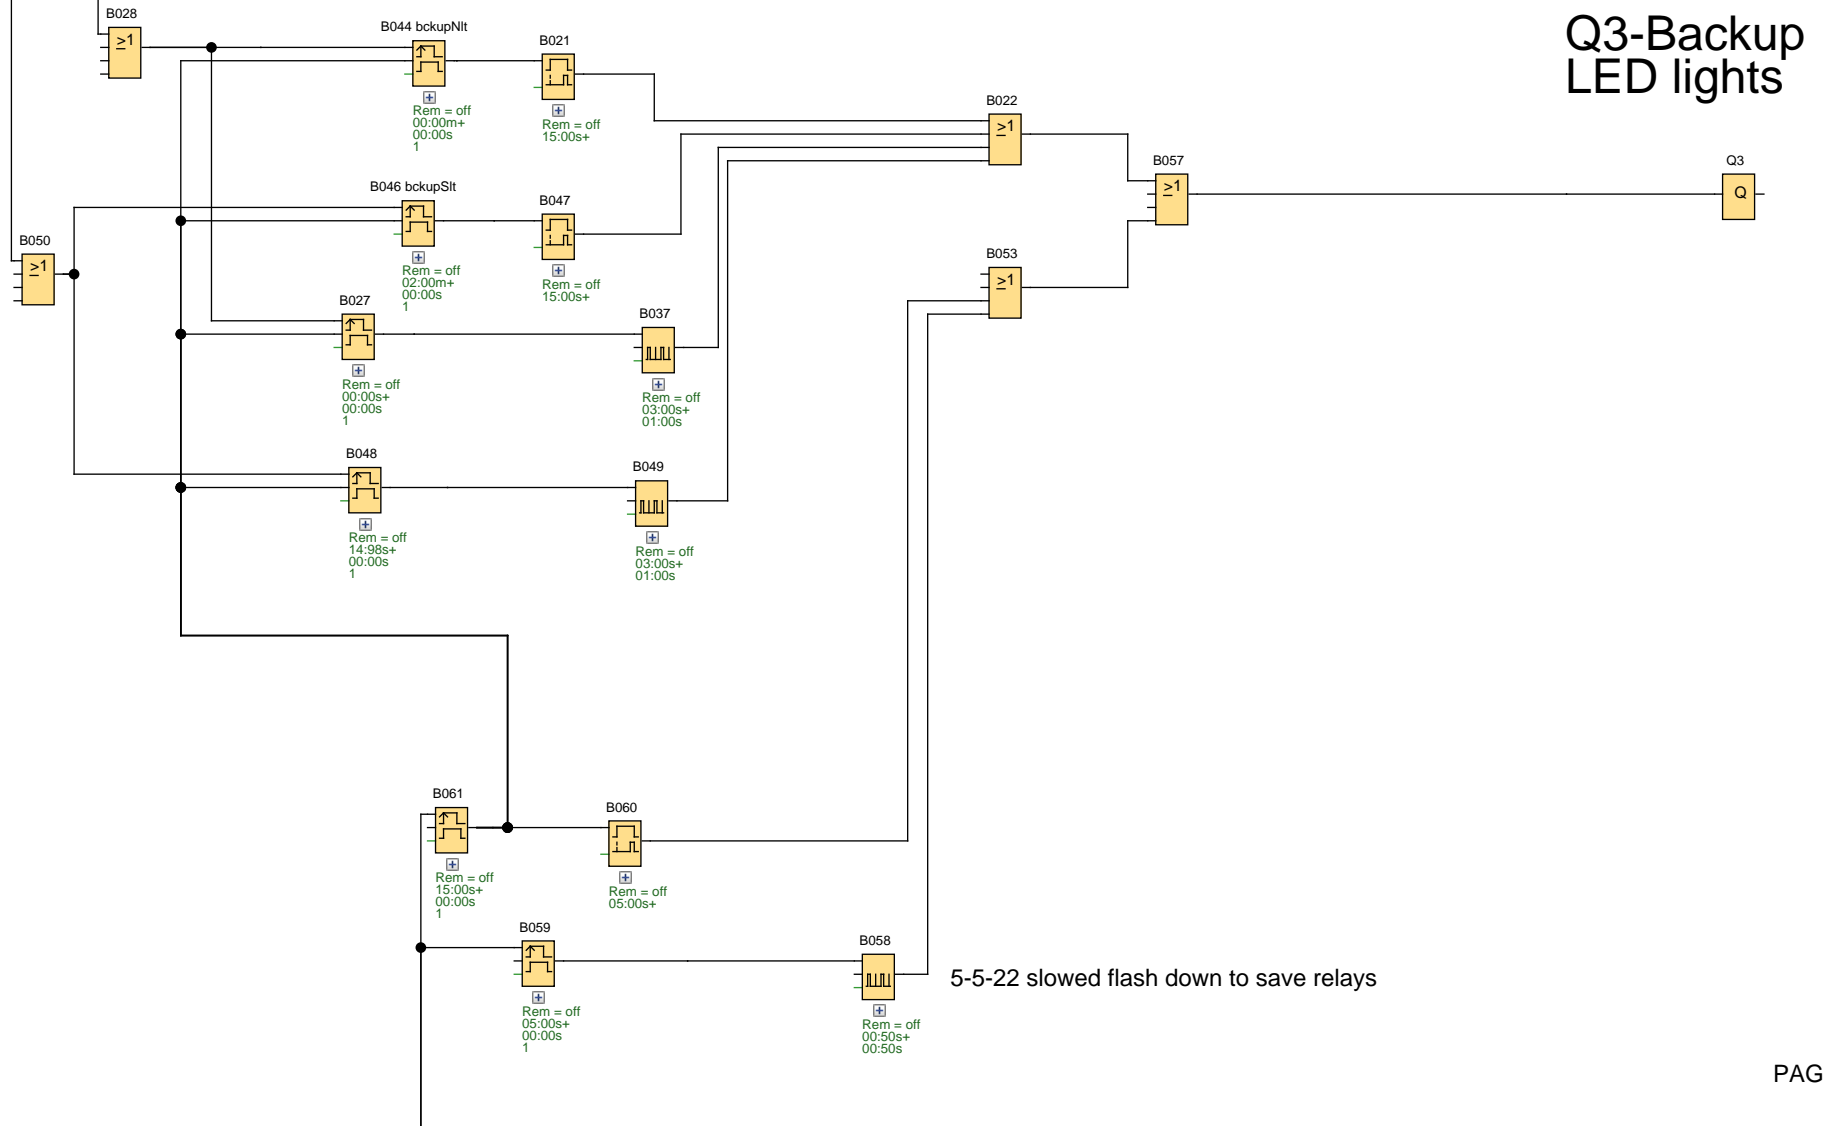 Q3-Backup
LED lights
B028
≥1
B044 bckupNlt
Rem = off
00:00m+
00:00s
1
B021
Rem = off
15:00s+
B022
≥1
B057
≥1
Q3
Q
B046 bckupSlt
Rem = off
02:00m+
00:00s
1
B047
Rem = off
15:00s+
B050
≥1
B053
≥1
B027
Rem = off
00:00s+
00:00s
1
B037
Rem = off
03:00s+
01:00s
B048
Rem = off
14:98s+
00:00s
1
B049
Rem = off
03:00s+
01:00s
B061
Rem = off
15:00s+
00:00s
1
B060
Rem = off
05:00s+
B059
Rem = off
05:00s+
00:00s
1
B058
Rem = off
00:50s+
00:50s
5-5-22 slowed flash down to save relays
PAG